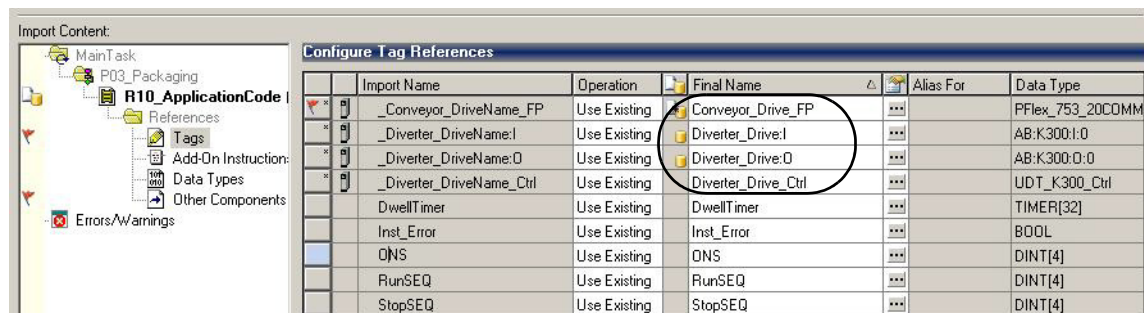 Import Content:
MainTask
P03_Packaging
R10_ApplicationCode
References
Tags
Add-On Instruction
Data Types
Other Components
Errors/Warnings
Configure Tag References
Import Name Operation Final Name Alias For Data Type
_Conveyor_DriveName_FP Use Existing Conveyor_Drive_FP ... PFlex_753_20COMM
_Diverter_DriveName:I Use Existing Diverter_Drive:I ... AB:K300:I:0
_Diverter_DriveName:O Use Existing Diverter_Drive:O ... AB:K300:O:0
_Diverter_DriveName_Ctrl Use Existing Diverter_Drive_Ctrl ... UDT_K300_Ctrl
DwellTimer Use Existing DwellTimer ... TIMER[32]
Inst_Error Use Existing Inst_Error ... BOOL
ONS Use Existing ONS ... DINT[4]
RunSEQ Use Existing RunSEQ ... DINT[4]
StopSEQ Use Existing StopSEQ ... DINT[4]